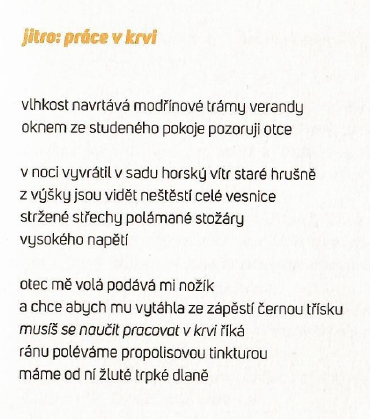 jitro: práce v krvi
vlhkost navrtává modřínové trámy verandy
oknem ze studeného pokoje pozoruji otce
v noci vyvrátil v sadu horský vítr staré hrušně
z výšky jsou vidět neštěstí celé vesnice
stržené střechy polámané stožáry
vysokého napětí
otec mě volá podává mi nožík
a chce abych mu vytáhla ze zápěstí černou třísku
musíš se naučit pracovat v krvi říká
ránu poléváme propolisovou tinkturou
máme od ní žluté trpké dlaně